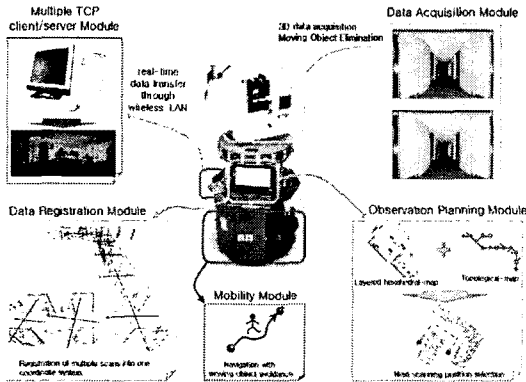 Multiple TCP
client/server Module
real-time
data transfer
through
wireless LAN
3D data acquisition
Moving Object Elimination
Data Acquisition Module
Data Registration Module
Registration of multiple scans into one
coordinate system
Mobility Module
Navigation with
moving object avoidance
Observation Planning Module
Layered hexahedral-map
Topological-map
Next scanning position selection